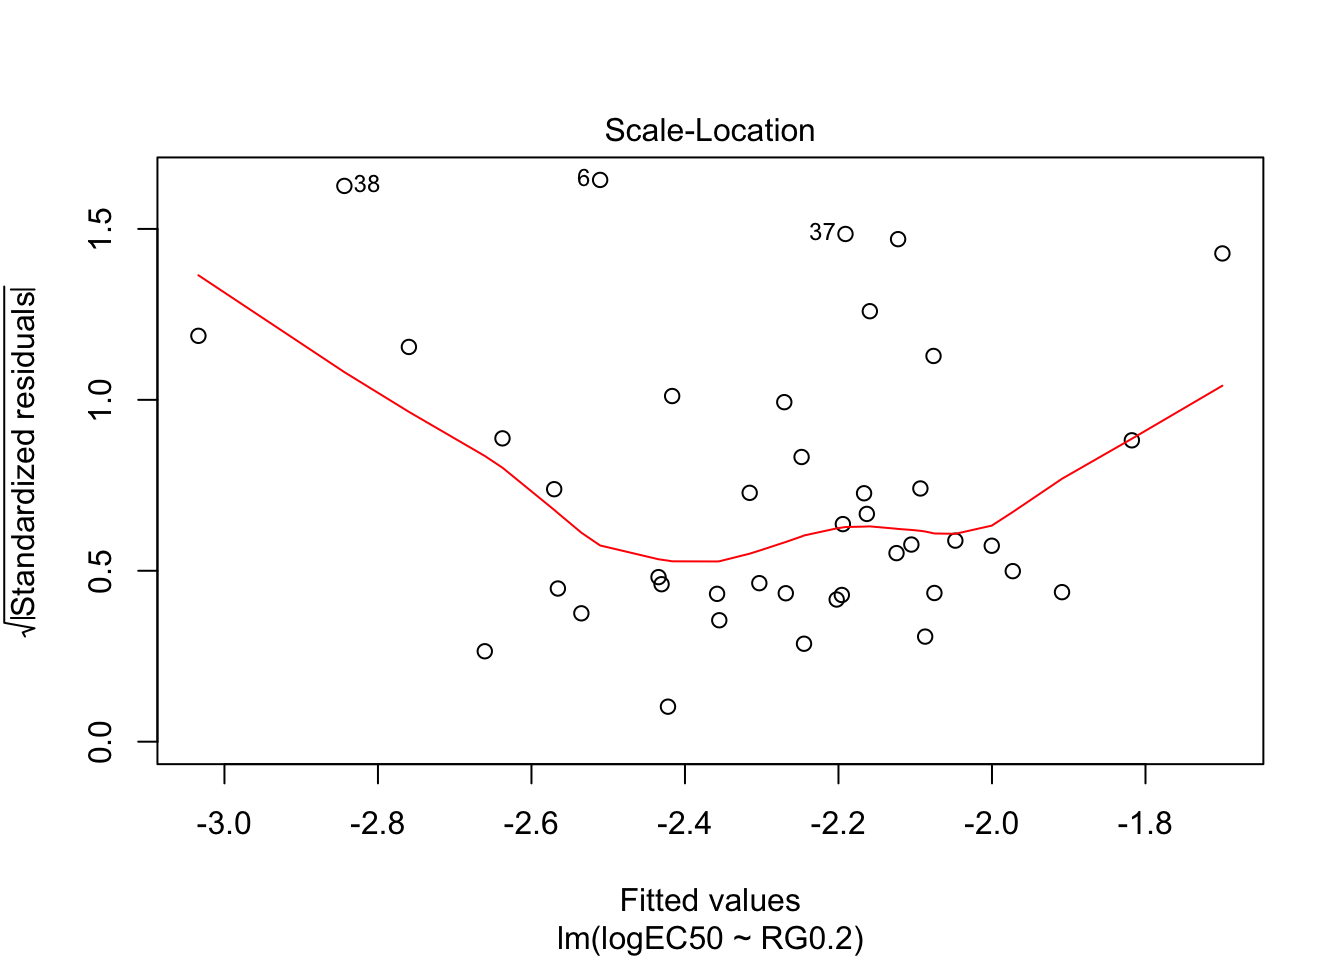 Scale-Location
38
6
37
√|Standardized residuals|
0.0 0.5 1.0 1.5
-3.0 -2.8 -2.6 -2.4 -2.2 -2.0 -1.8
Fitted values
lm(logEC50 ~ RG0.2)